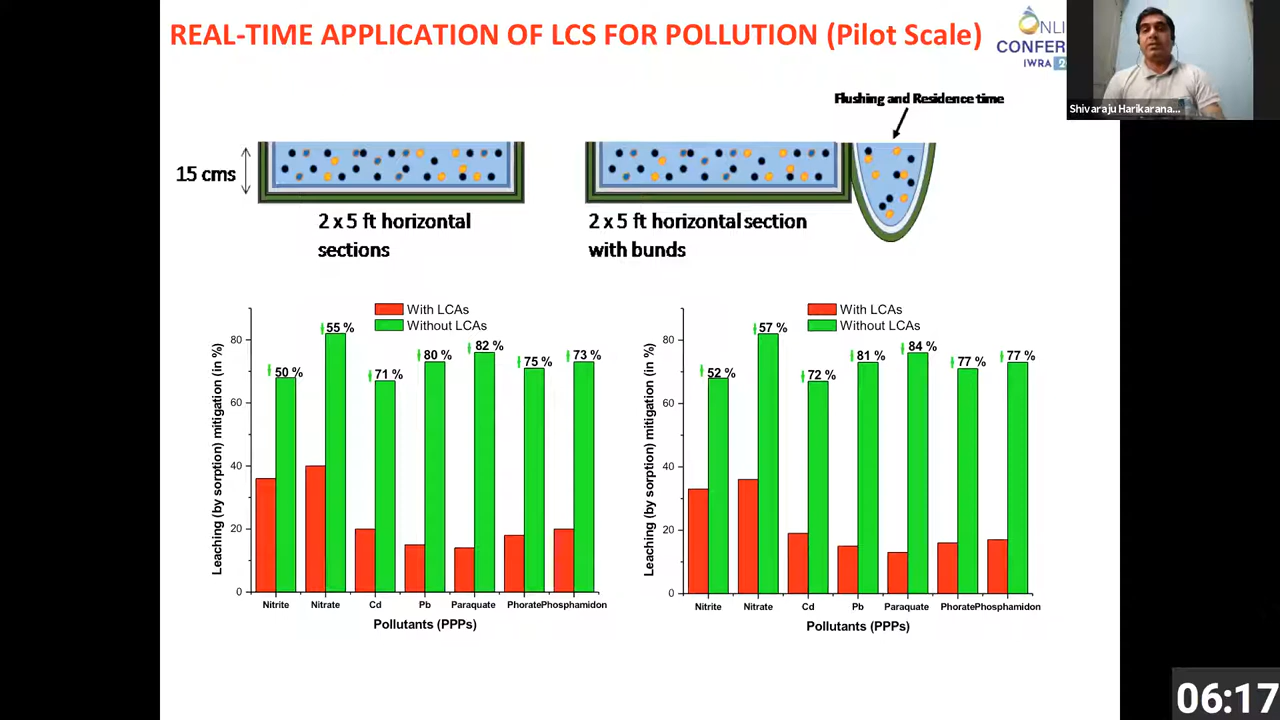 REAL-TIME APPLICATION OF LCS FOR POLLUTION (Pilot Scale)
CONFER
IWRA
Shivaraju Harikarana...
Flushing and Residence time
15 cms
2 x 5 ft horizontal
sections
2 x 5 ft horizontal section
with bunds
With LCAs
Without LCAs
50 %
55 %
71 %
80 %
82 %
75 %
73 %
80
60
40
20
0
Leaching (by sorption) mitigation (in %)
Nitrite Nitrate Cd Pb Paraquate Phorate Phosphamidon
Pollutants (PPPs)
With LCAs
Without LCAs
52 %
57 %
72 %
81 %
84 %
77 %
77 %
80
60
40
20
0
Leaching (by sorption) mitigation (in %)
Nitrite Nitrate Cd Pb Paraquate Phorate Phosphamidon
Pollutants (PPPs)
06:17